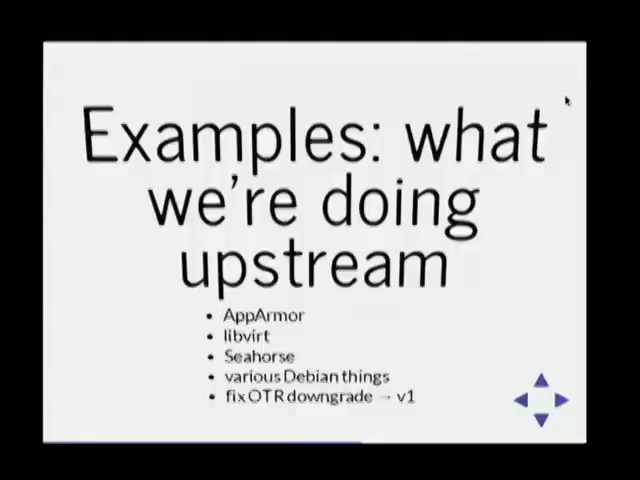 Examples: what
we're doing
upstream
• AppArmor
• libvirt
• Seahorse
• various Debian things
• fix OTR downgrade → v1